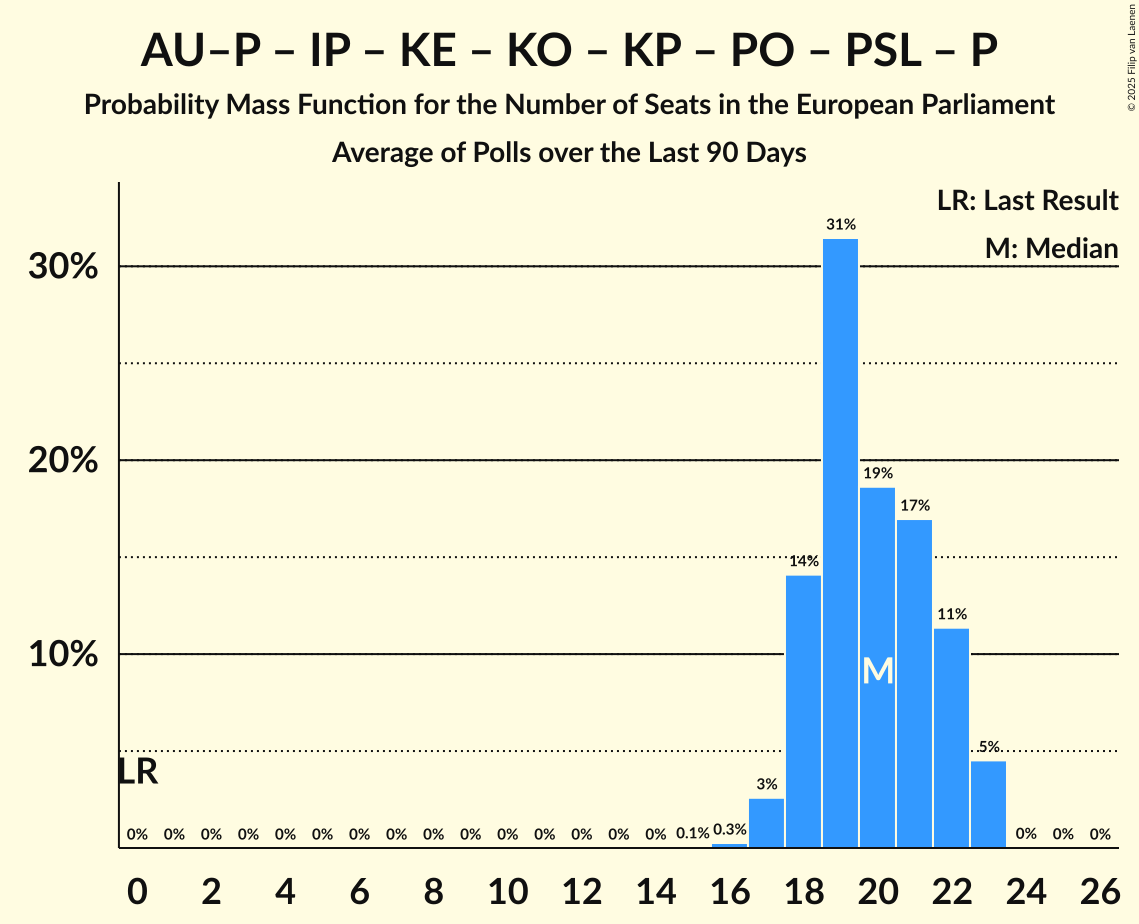 AU–P – IP – KE – KO – KP – PO – PSL – P
Probability Mass Function for the Number of Seats in the European Parliament
Average of Polls over the Last 90 Days
© 2025 Filip van Laenen
LR: Last Result
M: Median
30%
20%
10%
31%
19%
17%
14%
11%
M
5%
LR
3%
0% 0% 0% 0% 0% 0% 0% 0% 0% 0% 0% 0% 0% 0% 0% 0.1% 0.3% 0% 0% 0%
0 2 4 6 8 10 12 14 16 18 20 22 24 26